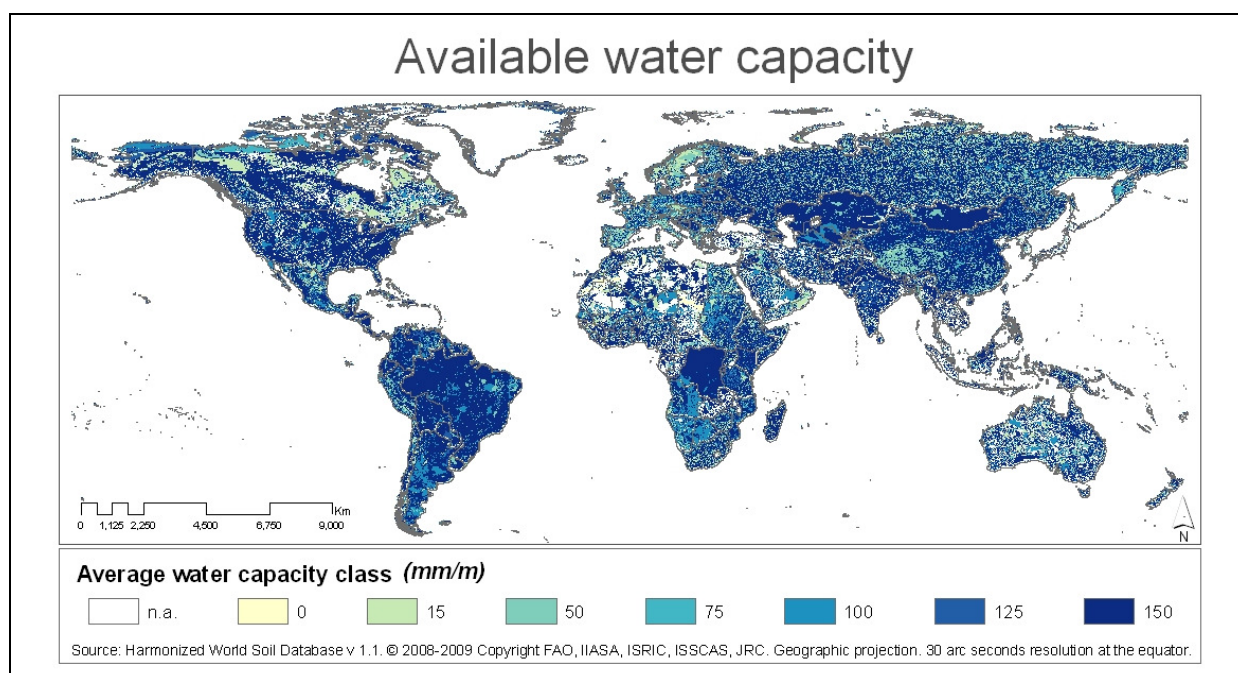 Available water capacity
Km
0 1,125 2,250 4,500 6,750 9,000
N
Average water capacity class (mm/m)
n.a. 0 15 50 75 100 125 150
Source: Harmonized World Soil Database v 1.1. © 2008-2009 Copyright FAO, IIASA, ISRIC, ISSCAS, JRC. Geographic projection. 30 arc seconds resolution at the equator.